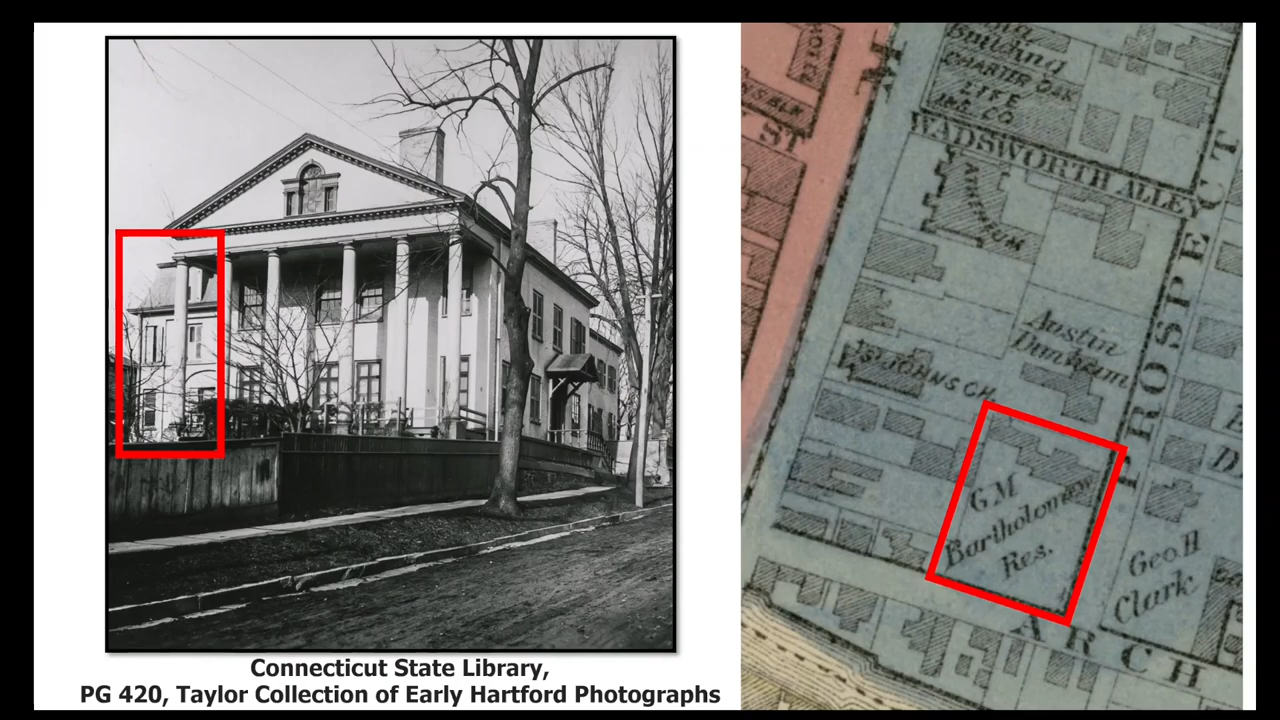 Connecticut State Library,
PG 420, Taylor Collection of Early Hartford Photographs
Building
CHARTER OAK
LIFE
INS. CO
ST
WADSWORTH ALLEY
Austin
Dunham
ST JOHNS CH.
PROSPECT
G. M
Bartholomew
Res.
Geo. H
Clark
ARCH